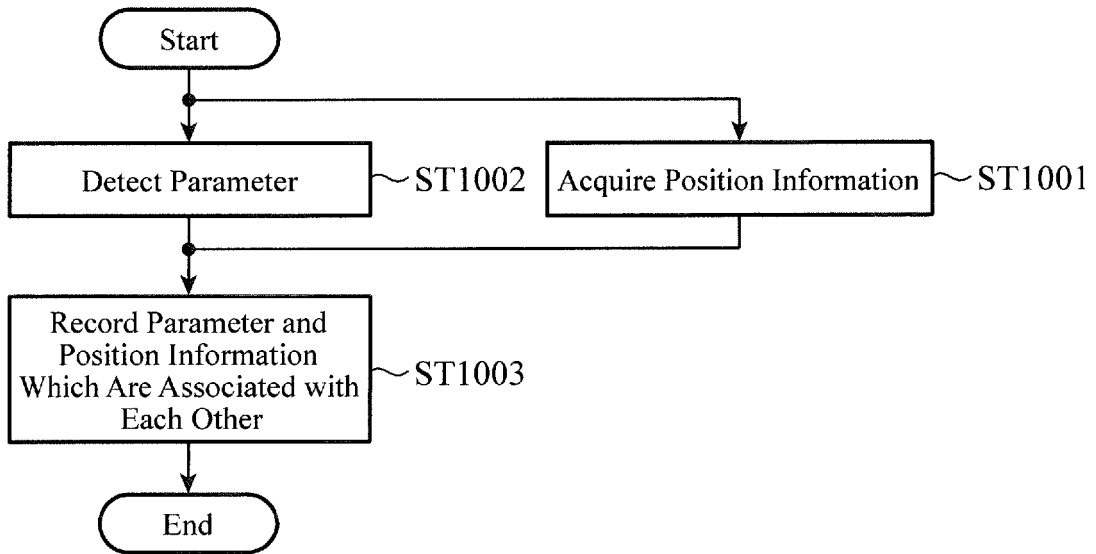 Start
Detect Parameter
ST1002
Acquire Position Information
ST1001
Record Parameter and
Position Information
Which Are Associated with
Each Other
ST1003
End